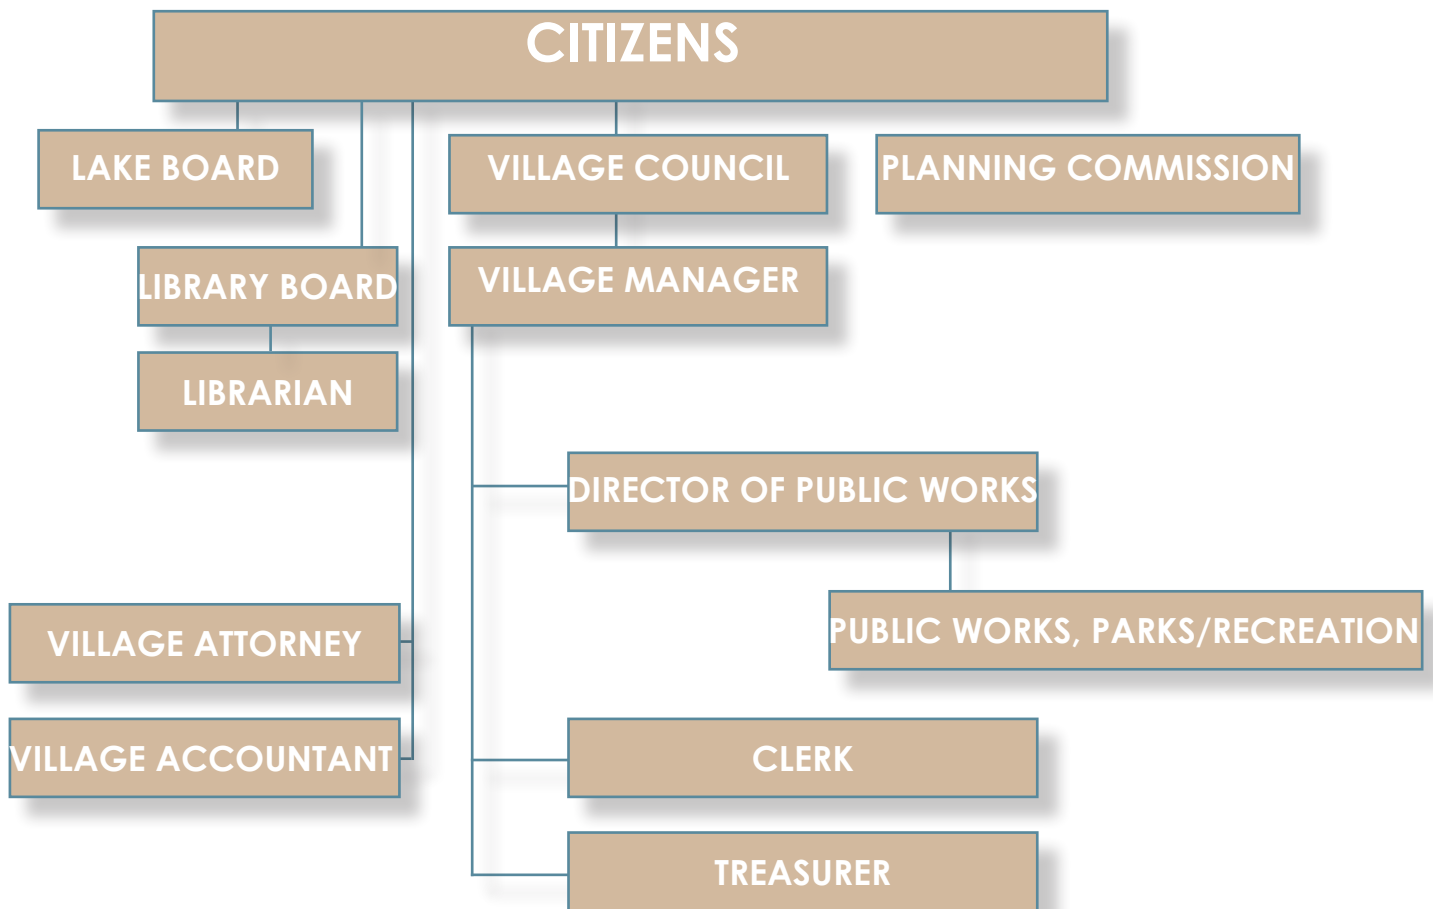 CITIZENS
LAKE BOARD
VILLAGE COUNCIL
PLANNING COMMISSION
LIBRARY BOARD
VILLAGE MANAGER
LIBRARIAN
DIRECTOR OF PUBLIC WORKS
VILLAGE ATTORNEY
PUBLIC WORKS, PARKS/RECREATION
VILLAGE ACCOUNTANT
CLERK
TREASURER